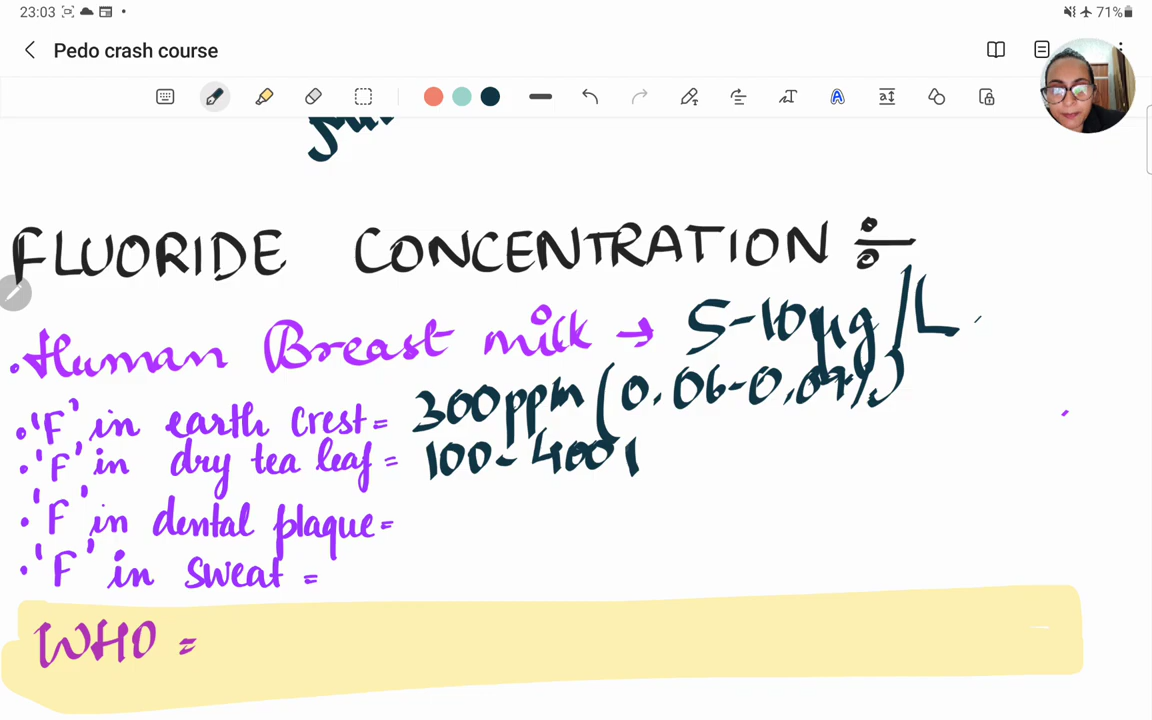 23:03 71%
Pedo crash course
FLUORIDE CONCENTRATION ÷
• Human Breast milk → 5-10 µg/L
• 'F' in earth crest = 300ppm (0.06-0.09%)
• 'F' in dry tea leaf = 100-400
• 'F' in dental plaque =
• 'F' in sweat =
WHO =